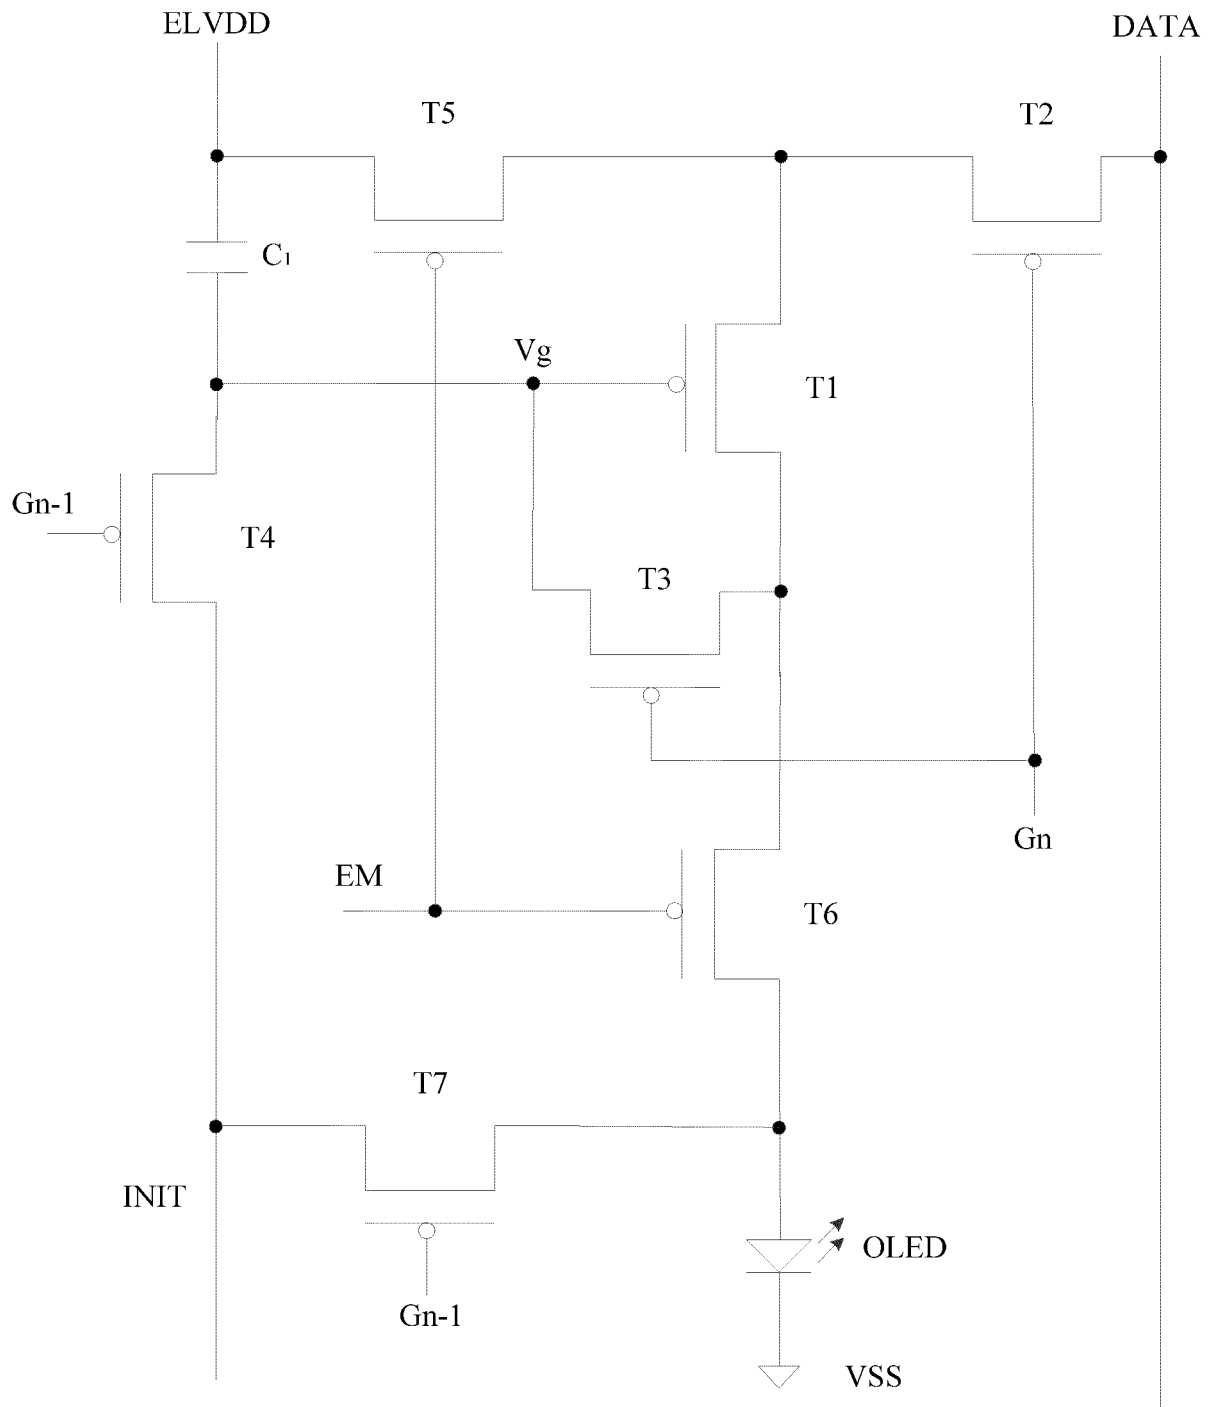 ELVDD
DATA
T5
T2
C₁
Vg
T1
Gn-1
T4
T3
Gn
EM
T6
T7
INIT
OLED
Gn-1
VSS